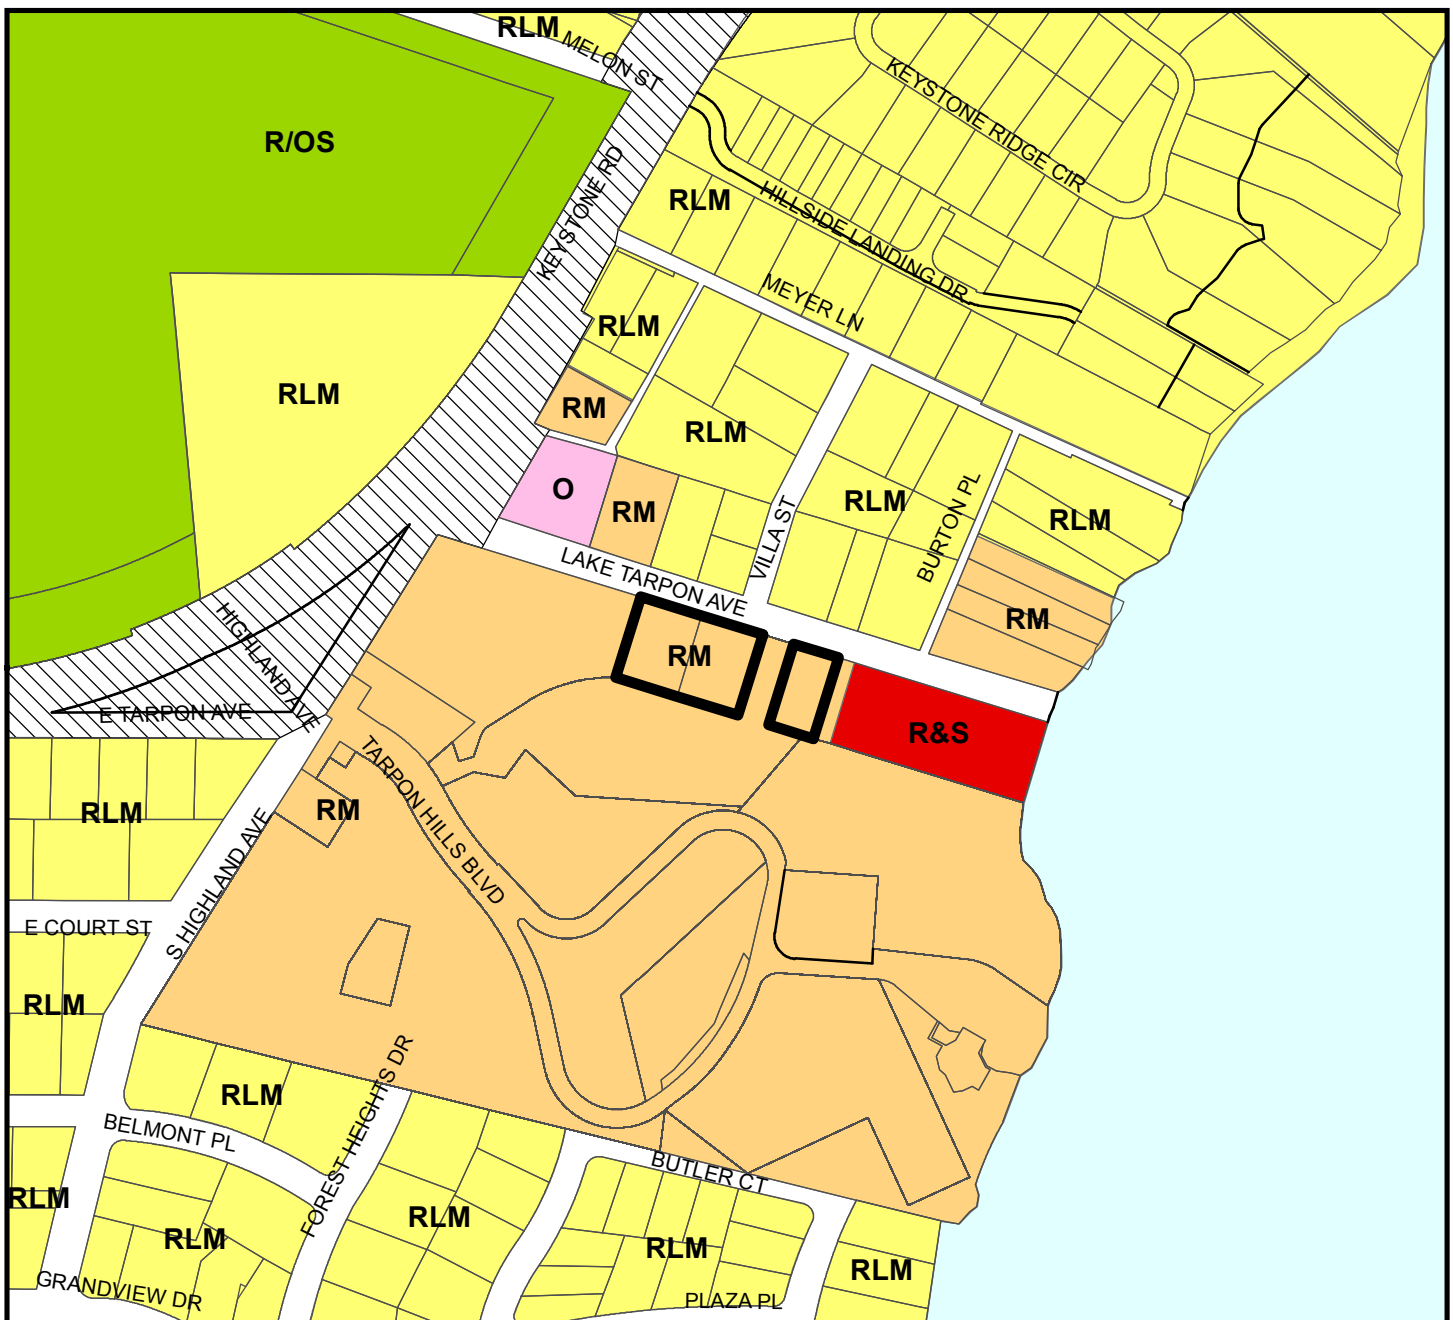 RLM
MELON ST
R/OS
KEYSTONE RIDGE CIR
KEYSTONE RD
RLM
HILLSIDE LANDING DR
MEYER LN
RLM
RLM
RM
RLM
O
RM
RLM
RLM
VILLA ST
BURTON PL
LAKE TARPON AVE
RM
HIGHLAND AVE
RM
E TARPON AVE
R&S
TARPON HILLS BLVD
RLM
RM
S HIGHLAND AVE
E COURT ST
RLM
FOREST HEIGHTS DR
RLM
BELMONT PL
BUTLER CT
RLM
RLM
RLM
RLM
RLM
GRANDVIEW DR
PLAZA PL